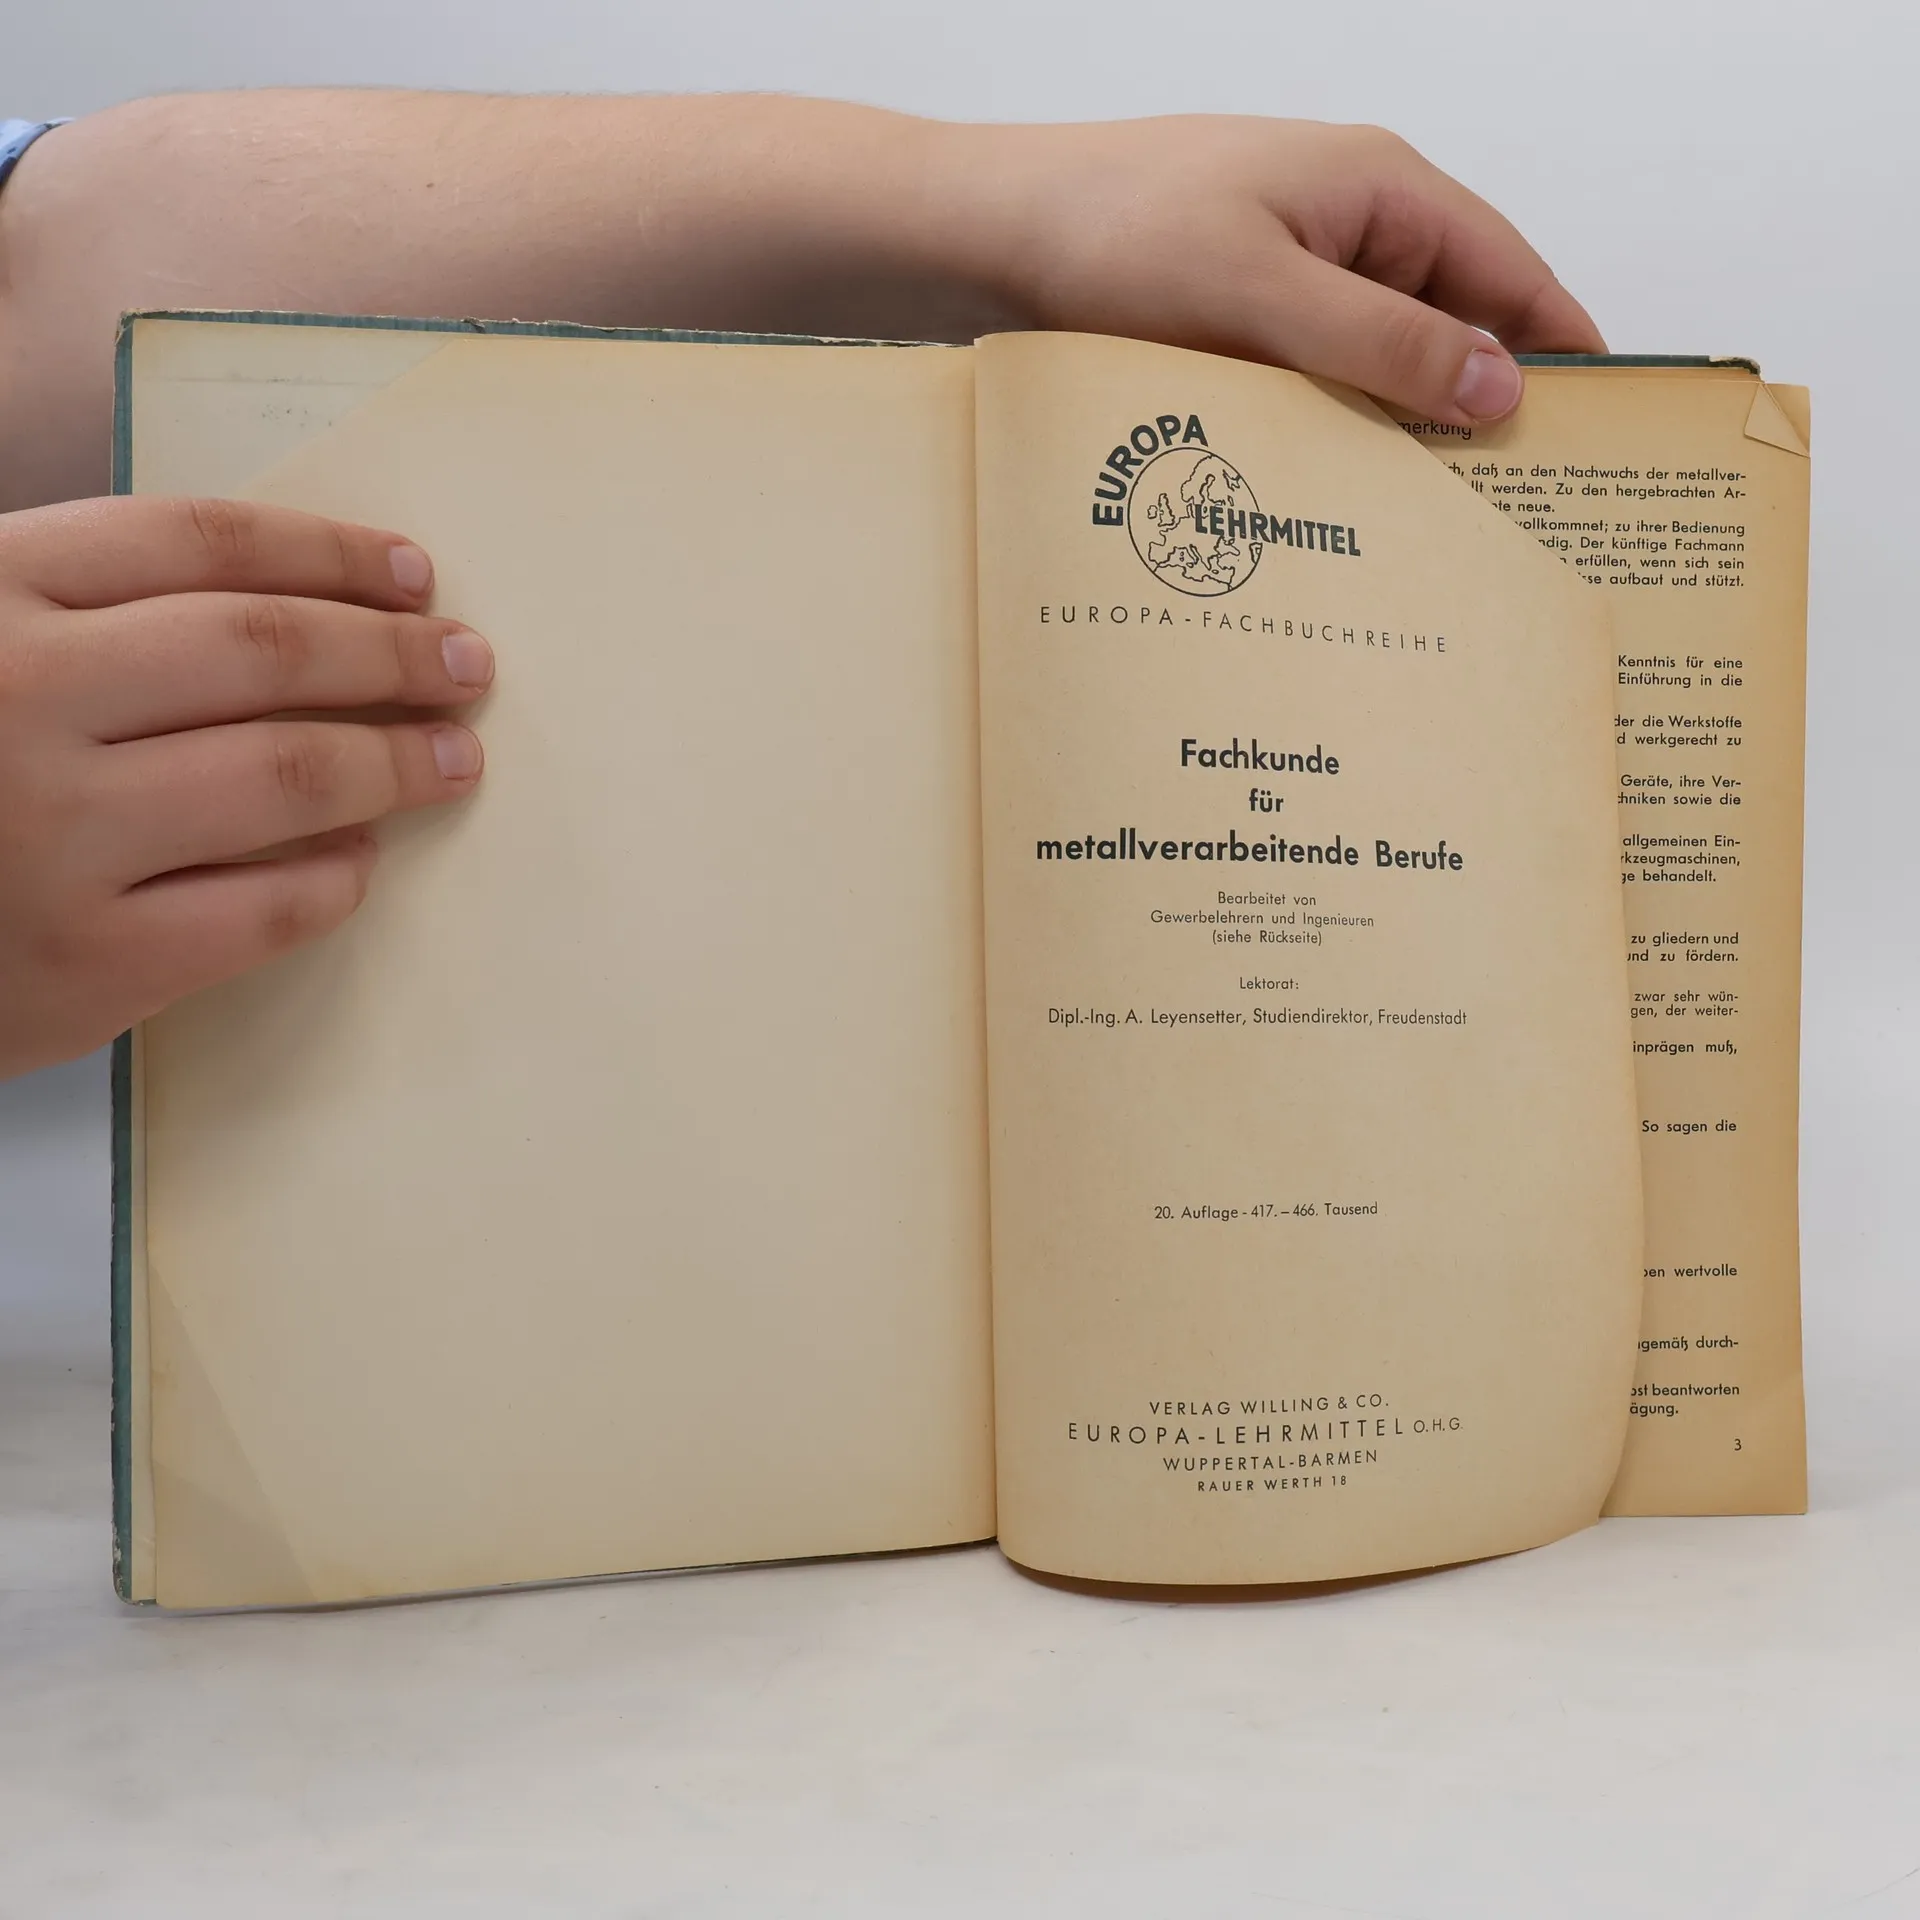 EUROPA
LEHRMITTEL
EUROPA-FACHBUCHREIHE
Fachkunde
für
metallverarbeitende Berufe
Bearbeitet von
Gewerbelehrern und Ingenieuren
(siehe Rückseite)
Lektorat:
Dipl.-Ing. A. Leyensetter, Studiendirektor, Freudenstadt
20. Auflage - 417. – 466. Tausend
VERLAG WILLING & CO.
EUROPA-LEHRMITTEL O.H.G.
WUPPERTAL-BARMEN
RAUER WERTH 18
daß an den Nachwuchs der metallver-
werden. Zu den hergebrachten Ar-
neue.
vollkommnet; zu ihrer Bedienung
Der künftige Fachmann
erfüllen, wenn sich sein
aufbaut und stützt.
Kenntnis für eine
Einführung in die
die Werkstoffe
werkgerecht zu
Geräte, ihre Ver-
sowie die
allgemeinen Ein-
behandelt.
zu gliedern und
und zu fördern.
zwar sehr wün-
der weiter-
muß,
So sagen die
wertvolle
durch-
beantworten
3